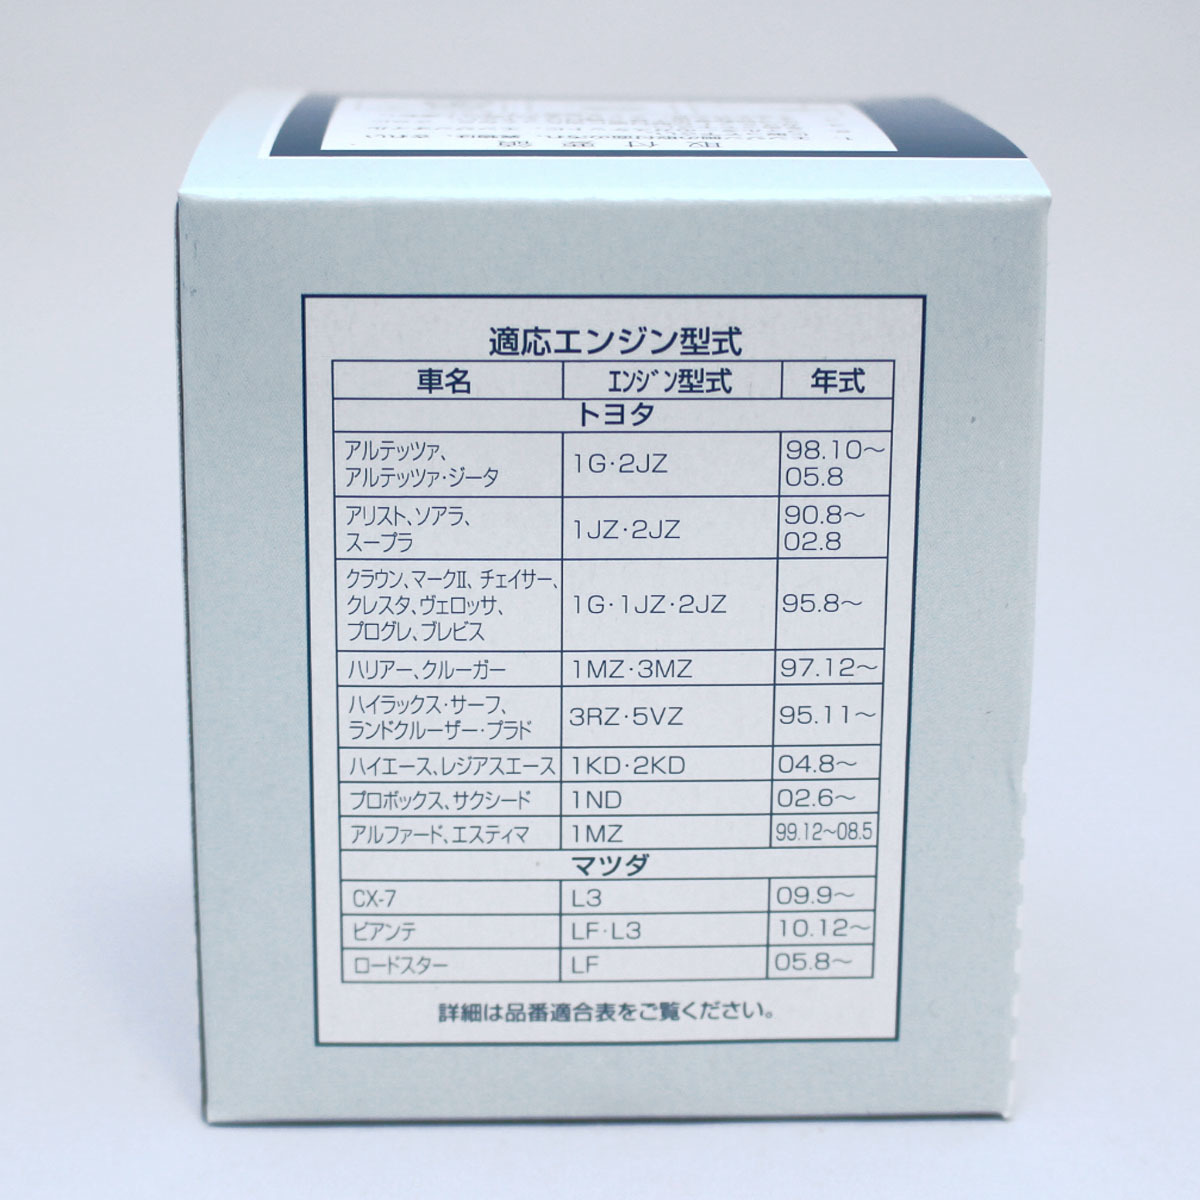 取付要領
適応エンジン型式
車名 エンジン型式 年式
トヨタ
アルテッツァ、
アルテッツァ・ジータ
1G・2JZ
98.10〜
05.8
アリスト、ソアラ、
スープラ
1JZ・2JZ
90.8〜
02.8
クラウン、マークⅡ、チェイサー、
クレスタ、ヴェロッサ、
プログレ、ブレビス
1G・1JZ・2JZ
95.8〜
ハリアー、クルーガー 1MZ・3MZ 97.12〜
ハイラックス・サーフ、
ランドクルーザー・プラド
3RZ・5VZ
95.11〜
ハイエース、レジアスエース 1KD・2KD 04.8〜
プロボックス、サクシード 1ND 02.6〜
アルファード、エスティマ 1MZ 99.12〜08.5
マツダ
CX-7 L3 09.9〜
ビアンテ LF・L3 10.12〜
ロードスター LF 05.8〜
詳細は品番適合表をご覧ください。